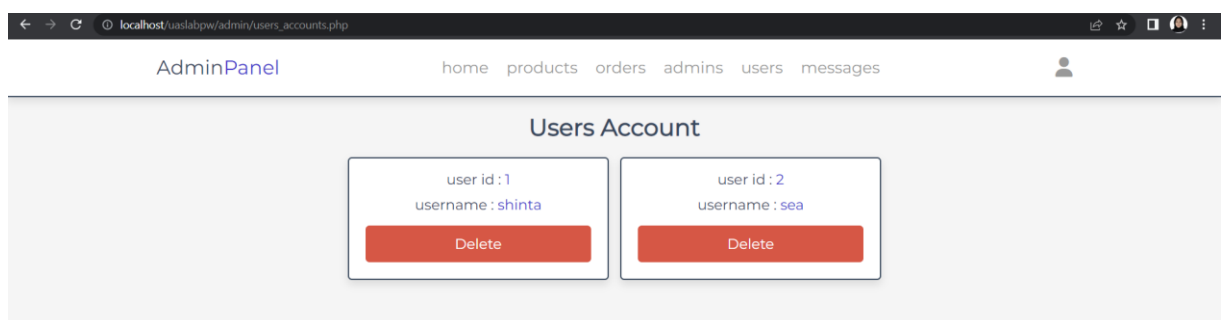 localhost/uaslabpw/admin/users_accounts.php
AdminPanel home products orders admins users messages
Users Account
user id : 1
username : shinta
Delete
user id : 2
username : sea
Delete